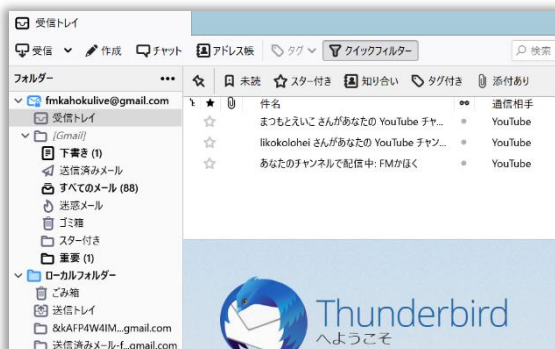 受信トレイ
受信 作成 チャット アドレス帳 タグ クイックフィルター 検索
フォルダー ••• 未読 スター付き 知り合い タグ付き 添付あり
fmkahokulive@gmail.com 件名 通信相手
受信トレイ まつもとえいこ さんがあなたの YouTube チャ... YouTube
[Gmail] likokolohei さんがあなたの YouTube チャン... YouTube
下書き (1) あなたのチャンネルで配信中: FMかほく YouTube
送信済みメール
すべてのメール (88)
迷惑メール
ゴミ箱
スター付き
重要 (1)
ローカルフォルダー
ごみ箱
送信トレイ
&kAFP4W4IM...gmail.com
送信済みメール-f...gmail.com
Thunderbird
へようこそ